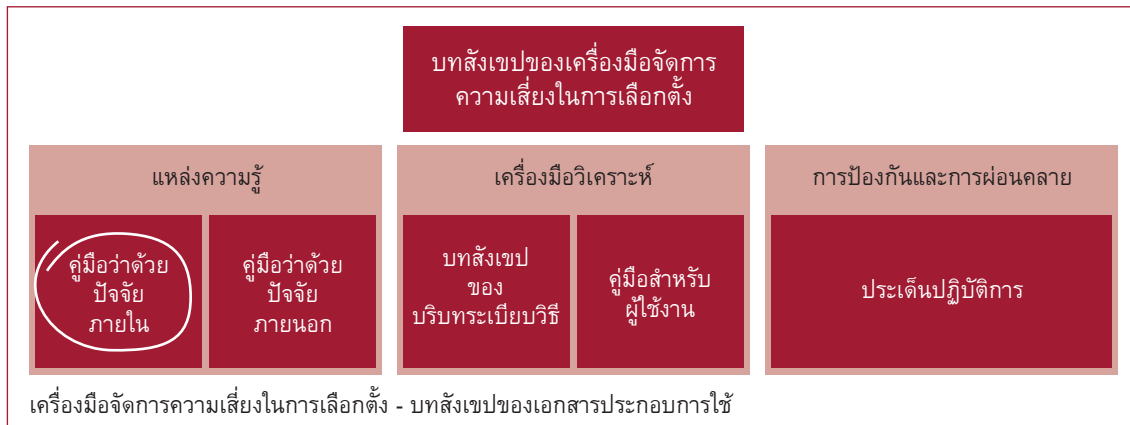 บทสังเขปของเครื่องมือจัดการ
ความเสี่ยงในการเลือกตั้ง
แหล่งความรู้
คู่มือว่าด้วย
ปัจจัย
ภายใน
คู่มือว่าด้วย
ปัจจัย
ภายนอก
เครื่องมือวิเคราะห์
บทสังเขป
ของ
บริบทระเบียบวิธี
คู่มือสำหรับ
ผู้ใช้งาน
การป้องกันและการผ่อนคลาย
ประเด็นปฏิบัติการ
เครื่องมือจัดการความเสี่ยงในการเลือกตั้ง - บทสังเขปของเอกสารประกอบการใช้